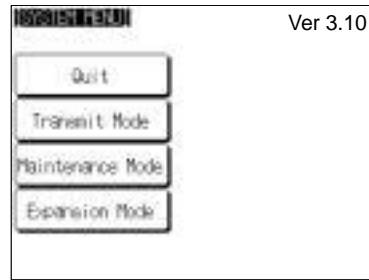 [SYSTEM MENU]
Ver 3.10
Quit
Transmit Mode
Maintenance Mode
Expansion Mode